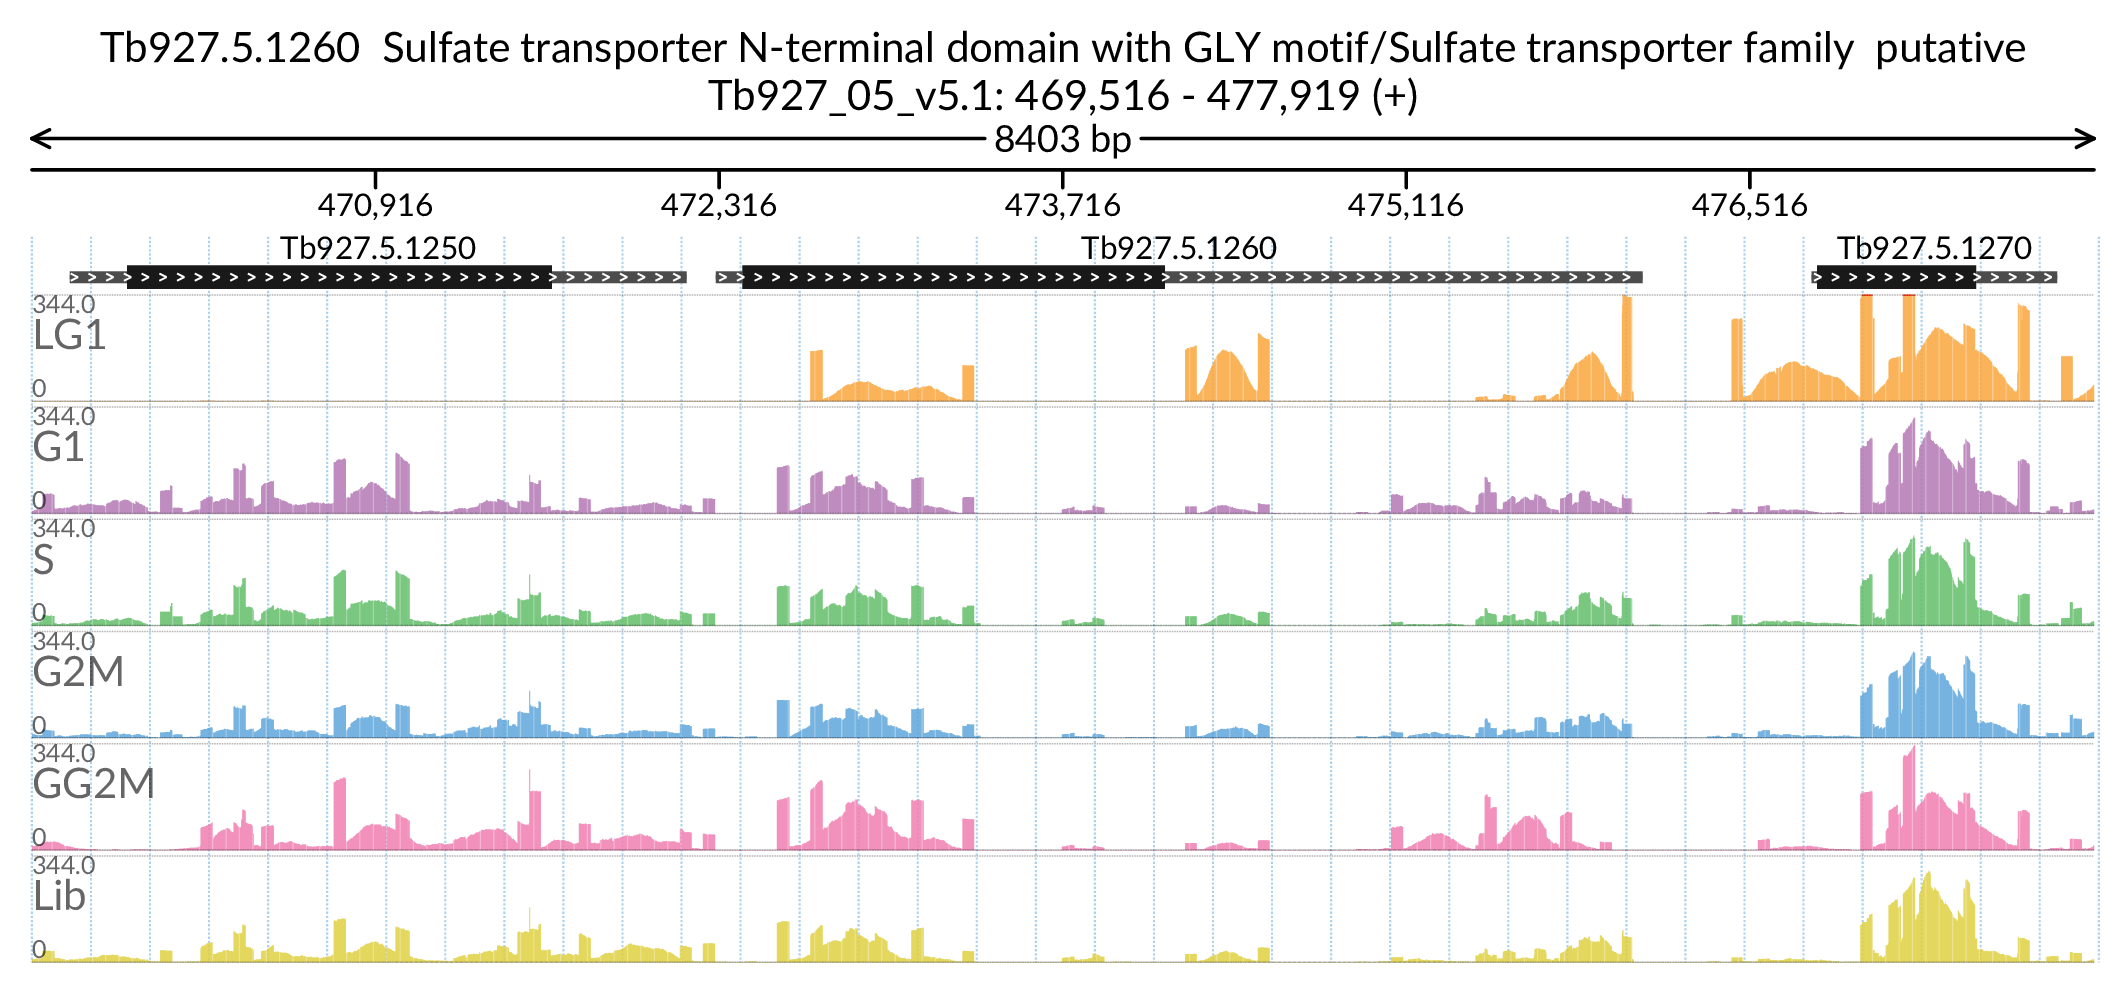 Tb927.5.1260  Sulfate transporter N-terminal domain with GLY motif/Sulfate transporter family  putative
Tb927_05_v5.1: 469,516 - 477,919 (+)
8403 bp
470,916 472,316 473,716 475,116 476,516
Tb927.5.1250 Tb927.5.1260 Tb927.5.1270
344.0
LG1
0
344.0
G1
0
344.0
S
0
344.0
G2M
0
344.0
GG2M
0
344.0
Lib
0